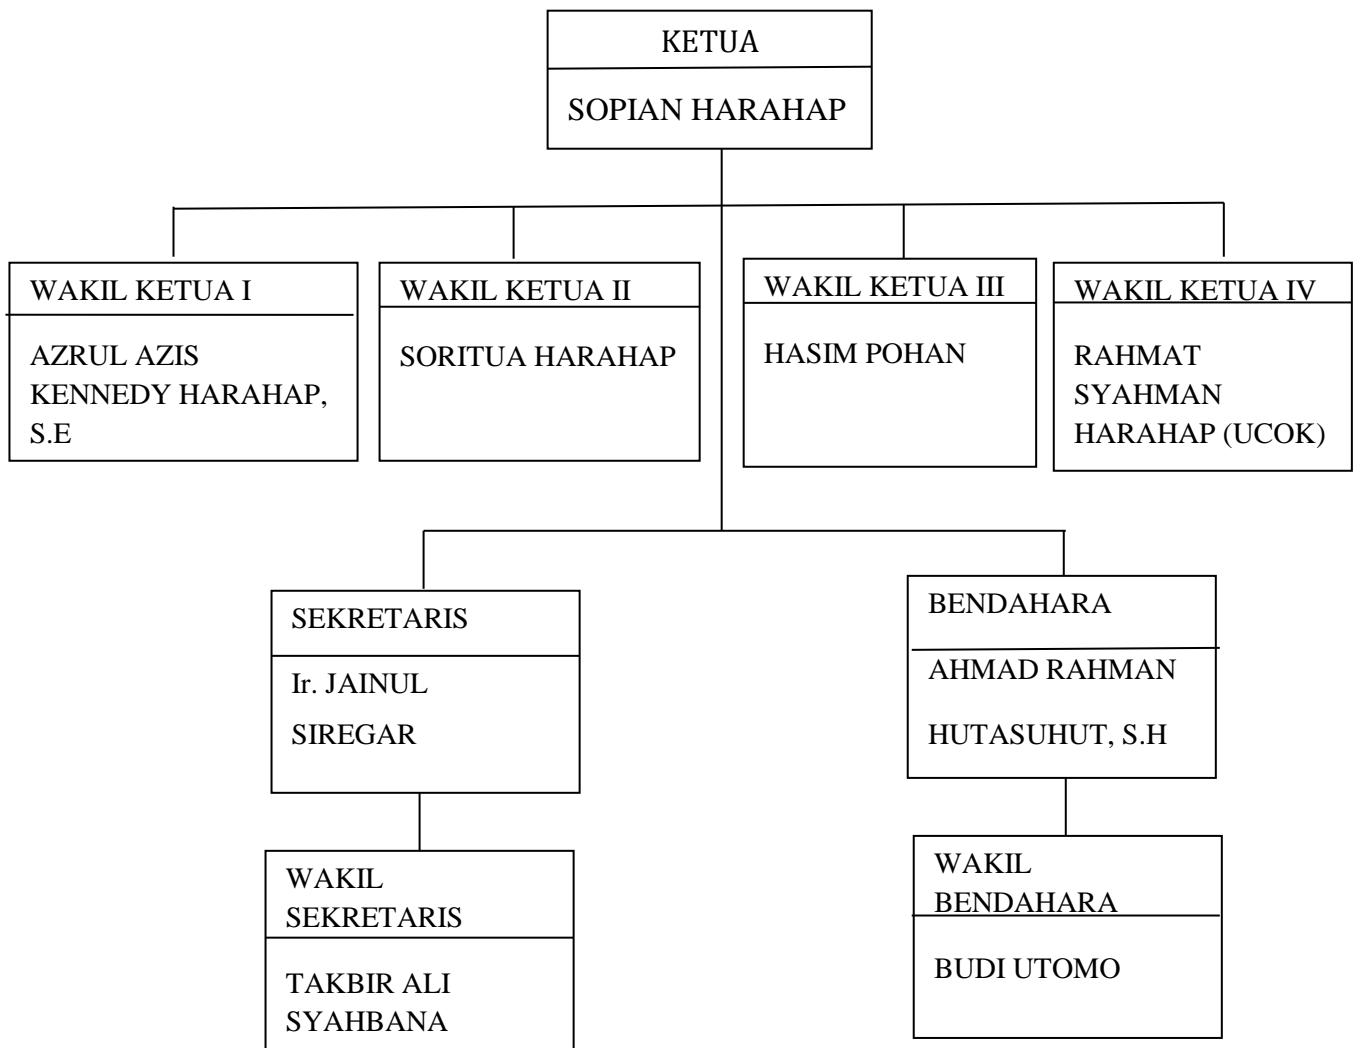 KETUA
SOPIAN HARAHAP
WAKIL KETUA I
AZRUL AZIS
KENNEDY HARAHAP,
S.E
WAKIL KETUA II
SORITUA HARAHAP
WAKIL KETUA III
HASIM POHAN
WAKIL KETUA IV
RAHMAT
SYAHMAN
HARAHAP (UCOK)
SEKRETARIS
Ir. JAINUL
SIREGAR
BENDAHARA
AHMAD RAHMAN
HUTASUHUT, S.H
WAKIL
SEKRETARIS
TAKBIR ALI
SYAHBANA
WAKIL
BENDAHARA
BUDI UTOMO